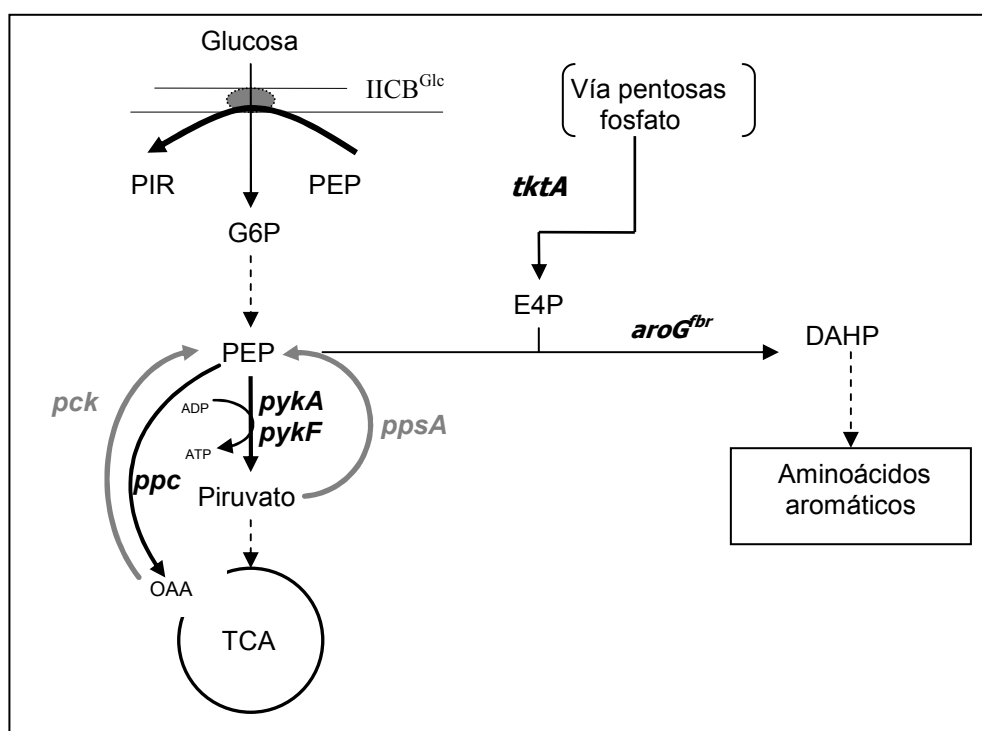 Glucosa
IICB^Glc
Vía pentosas
fosfato
PIR
PEP
tktA
G6P
E4P
aroG^fbr
DAHP
PEP
pck
ADP
pykA
pykF
ppsA
ATP
ppc
Piruvato
Aminoácidos
aromáticos
OAA
TCA